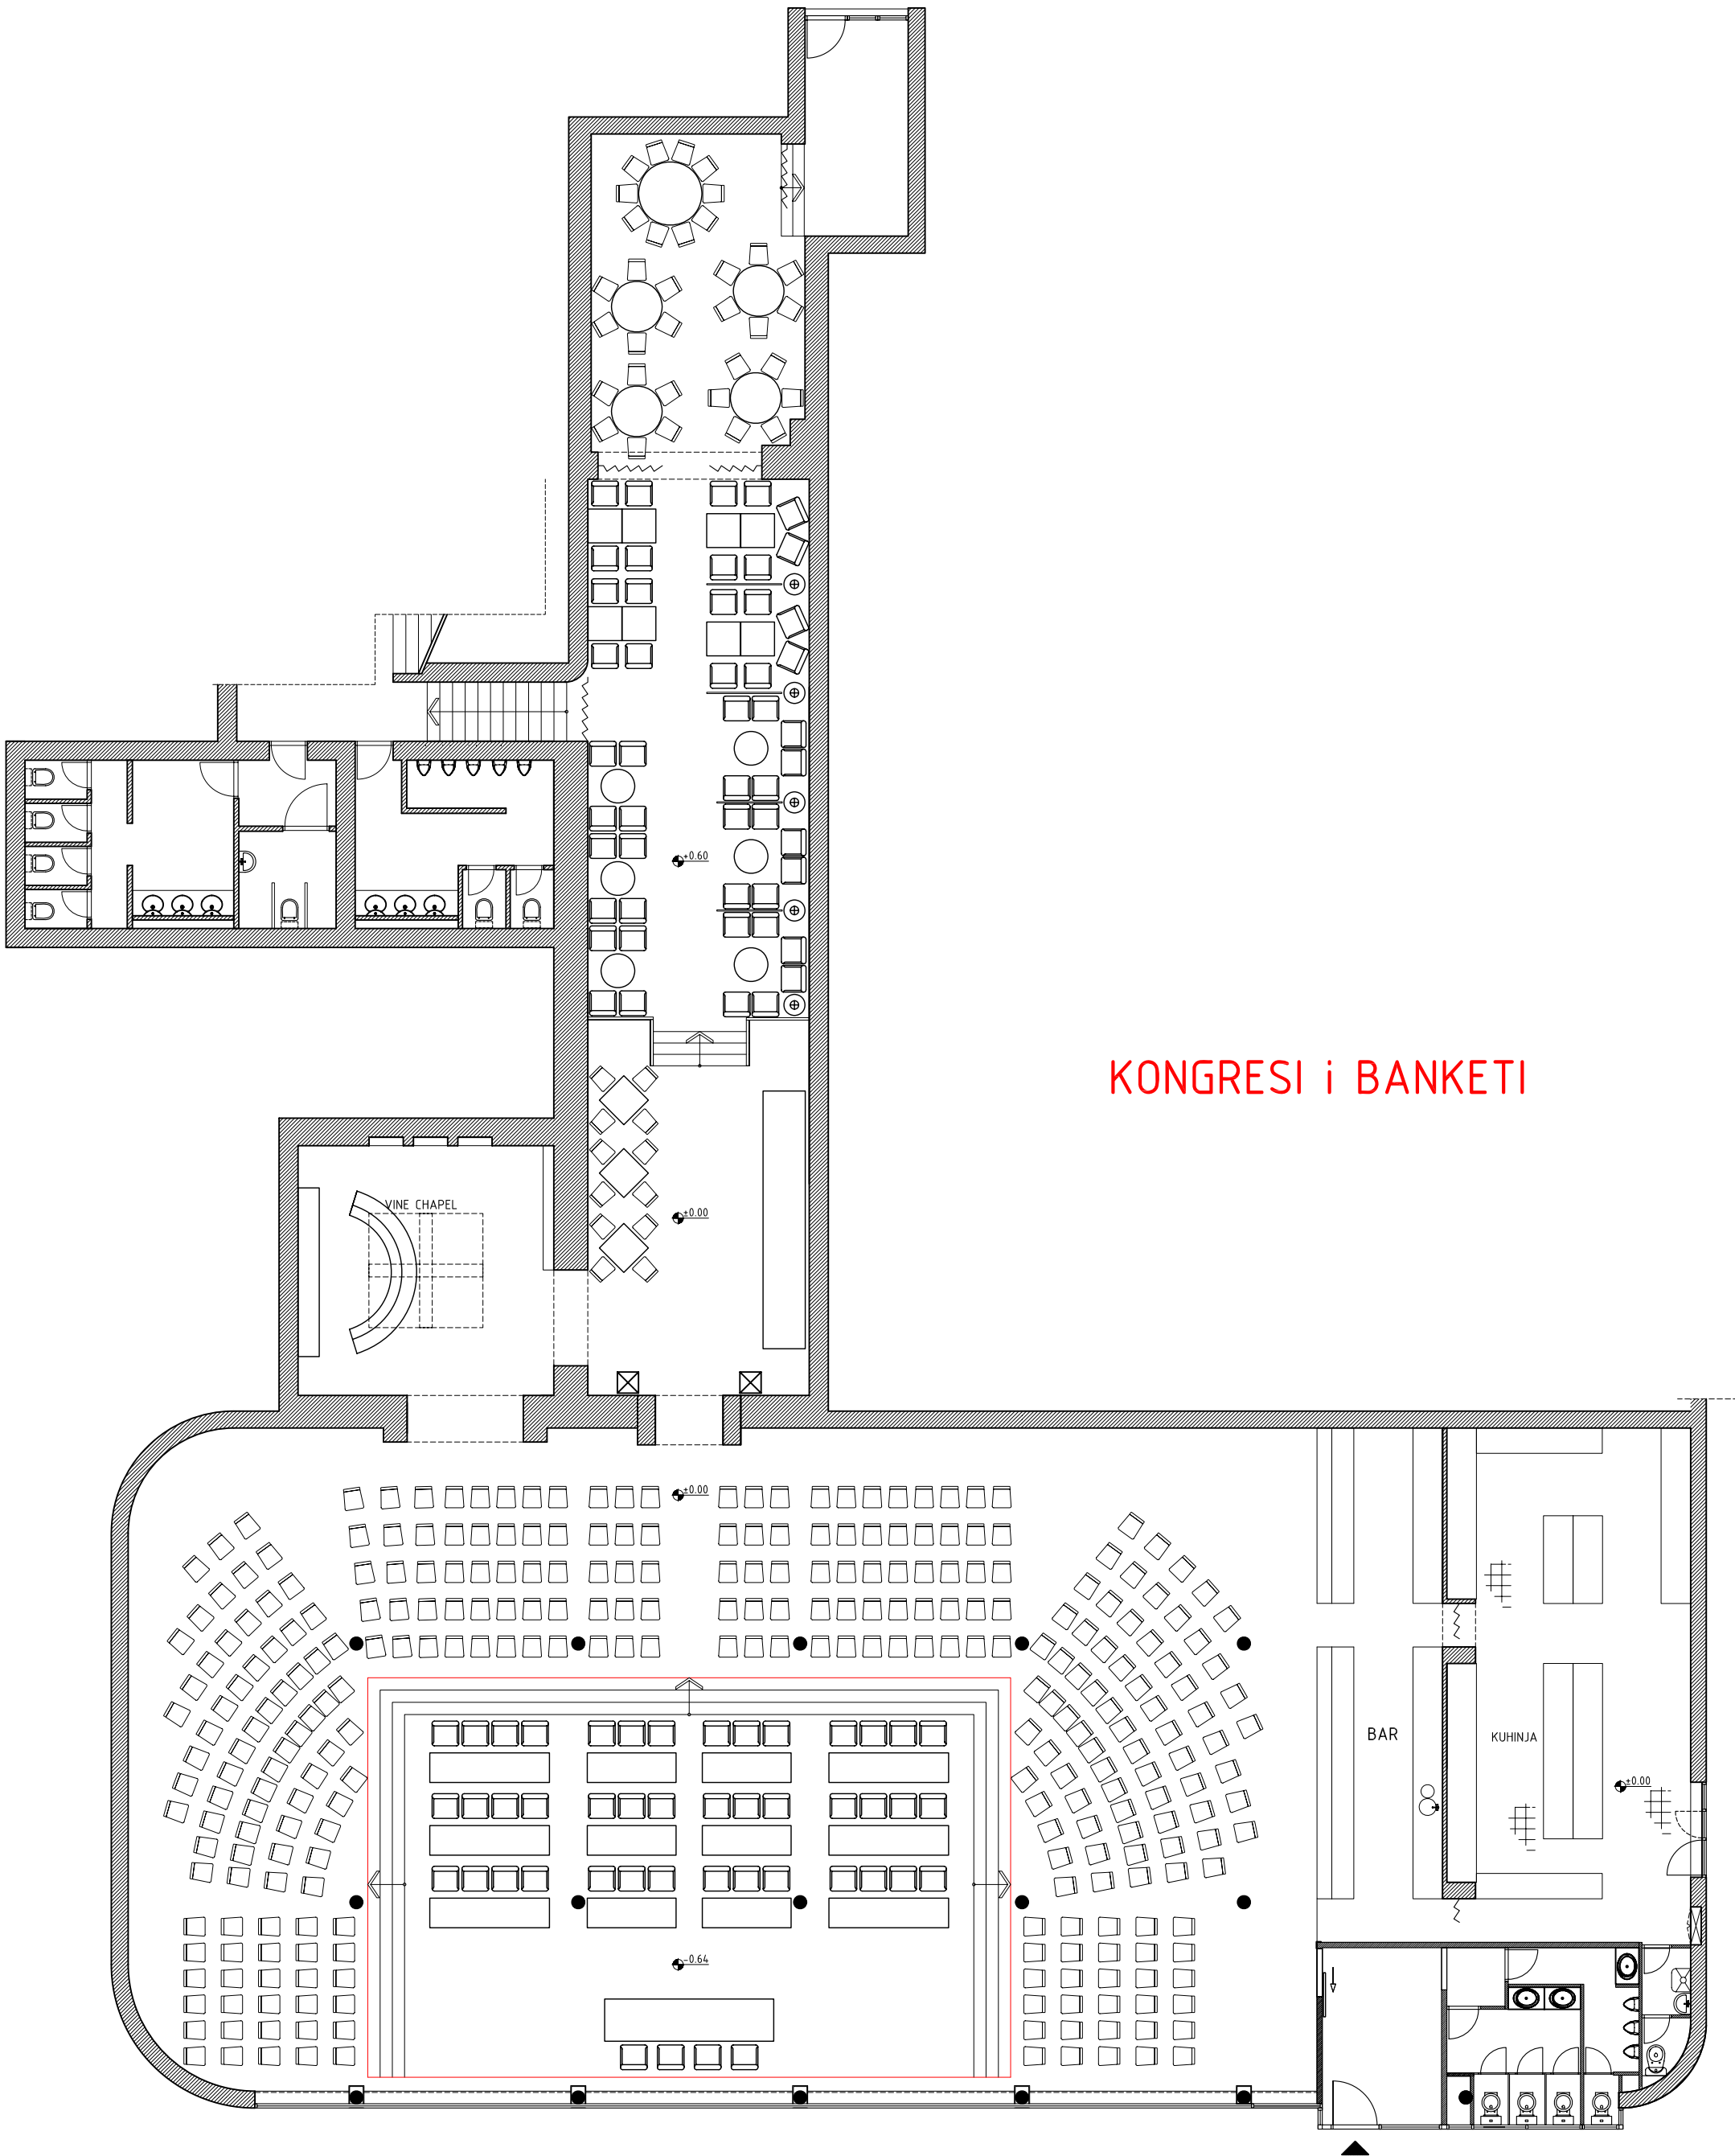 +0.60
KONGRESI i BANKETI
VINE CHAPEL
±0.00
±0.00
BAR
KUHINJA
±0.00
-0.64